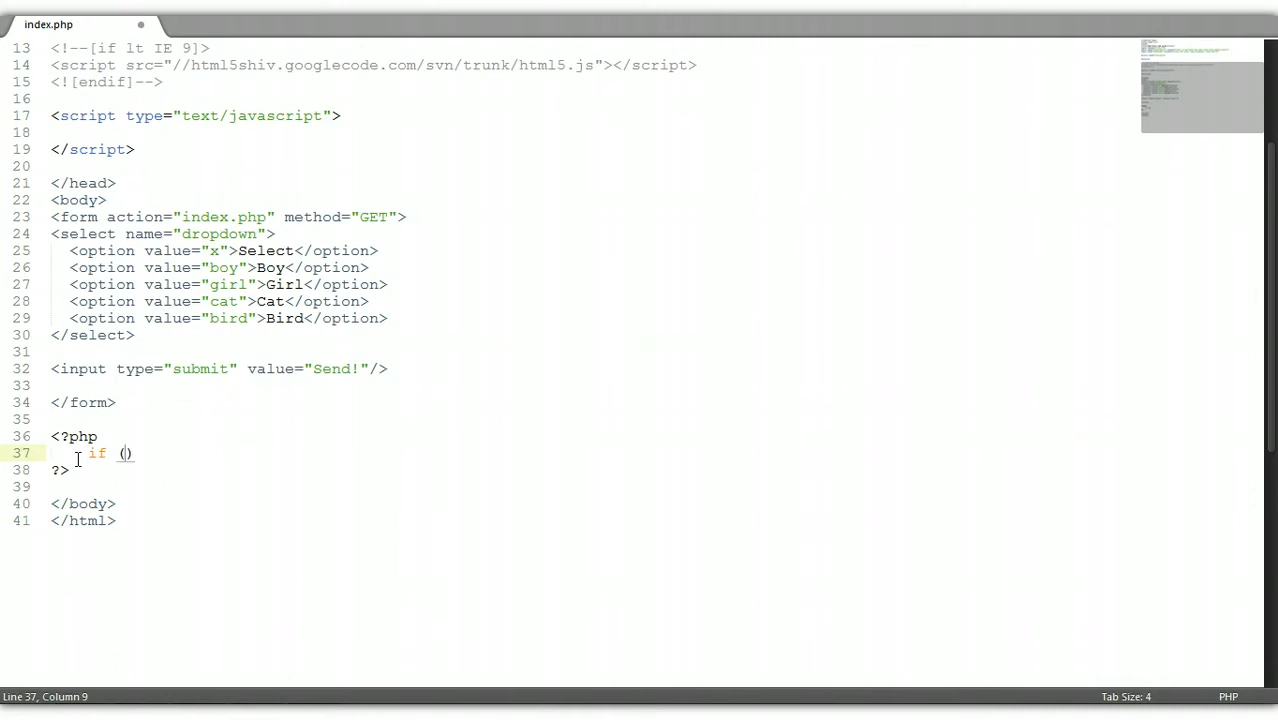 index.php
13 <!--[if lt IE 9]>
14 <script src="//html5shiv.googlecode.com/svn/trunk/html5.js"></script>
15 <![endif]-->
16
17 <script type="text/javascript">
18
19 </script>
20
21 </head>
22 <body>
23 <form action="index.php" method="GET">
24 <select name="dropdown">
25   <option value="x">Select</option>
26   <option value="boy">Boy</option>
27   <option value="girl">Girl</option>
28   <option value="cat">Cat</option>
29   <option value="bird">Bird</option>
30 </select>
31
32 <input type="submit" value="Send!"/>
33
34 </form>
35
36 <?php
37     if ()
38 ?>
39
40 </body>
41 </html>
Line 37, Column 9 Tab Size: 4 PHP